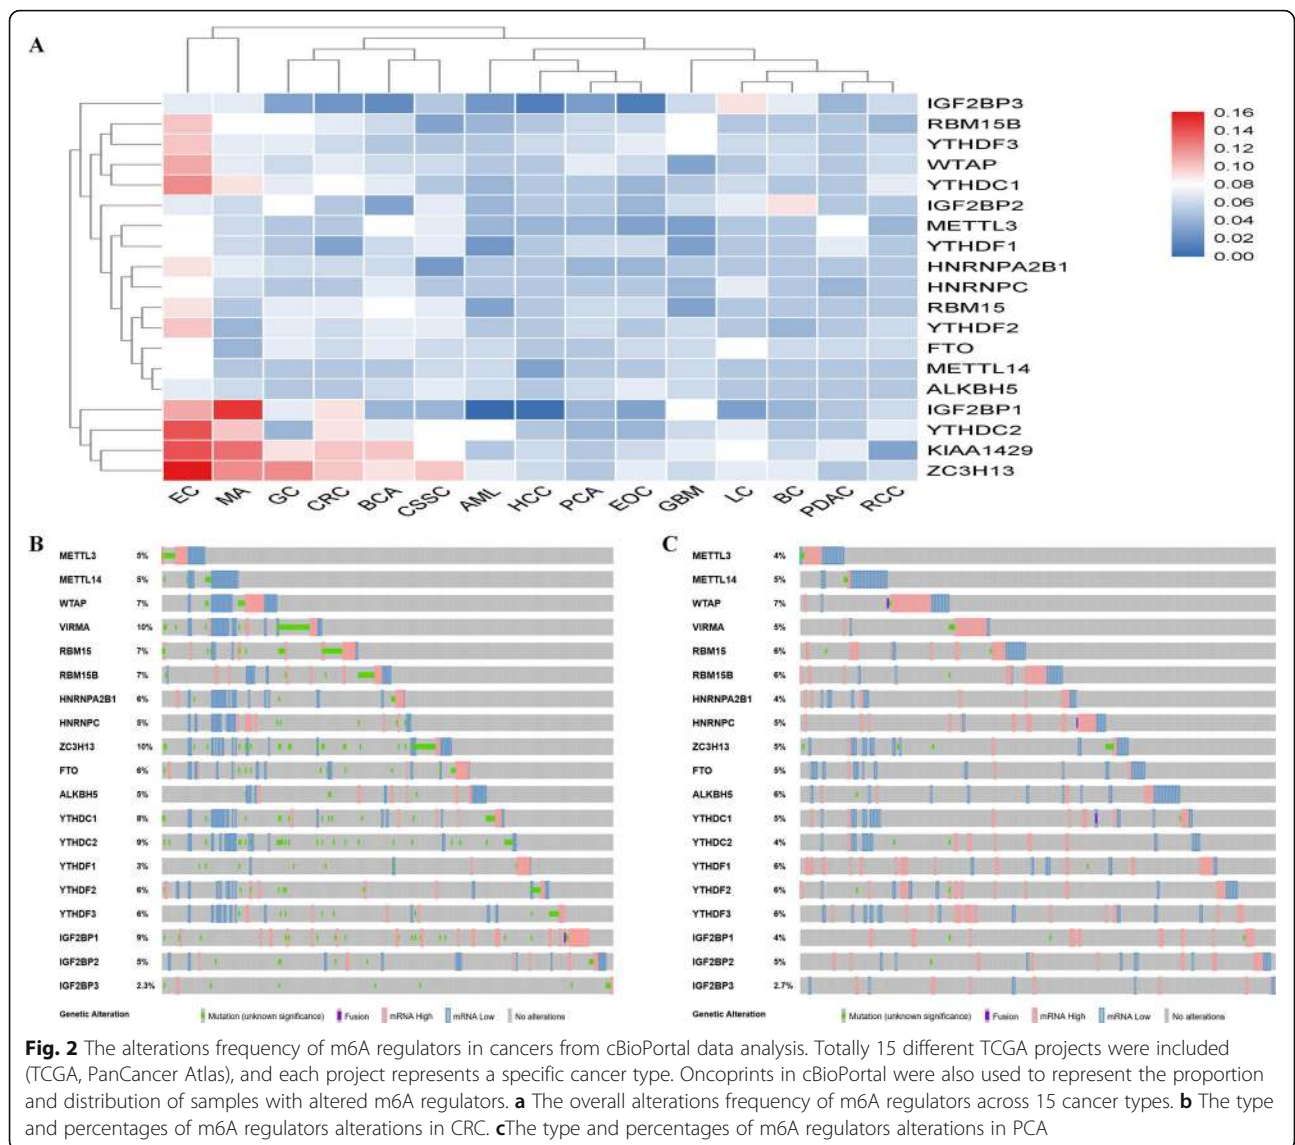 A
IGF2BP3
RBM15B
YTHDF3
WTAP
YTHDC1
IGF2BP2
METTL3
YTHDF1
HNRNPA2B1
HNRNPC
RBM15
YTHDF2
FTO
METTL14
ALKBH5
IGF2BP1
YTHDC2
KIAA1429
ZC3H13
0.16
0.14
0.12
0.10
0.08
0.06
0.04
0.02
0.00
EC MA GC CRC BCA CSSC AML HCC PCA EOC GBM LC BC PDAC RCC
B
METTL3 5%
METTL14 5%
WTAP 7%
VIRMA 10%
RBM15 7%
RBM15B 7%
HNRNPA2B1 6%
HNRNPC 5%
ZC3H13 10%
FTO 6%
ALKBH5 5%
YTHDC1 8%
YTHDC2 9%
YTHDF1 3%
YTHDF2 6%
YTHDF3 6%
IGF2BP1 9%
IGF2BP2 5%
IGF2BP3 2.3%
Genetic Alteration Mutation (unknown significance) Fusion mRNA High mRNA Low No alterations
C
METTL3 4%
METTL14 5%
WTAP 7%
VIRMA 5%
RBM15 6%
RBM15B 6%
HNRNPA2B1 4%
HNRNPC 5%
ZC3H13 5%
FTO 5%
ALKBH5 6%
YTHDC1 5%
YTHDC2 4%
YTHDF1 6%
YTHDF2 6%
YTHDF3 6%
IGF2BP1 4%
IGF2BP2 5%
IGF2BP3 2.7%
Genetic Alteration Mutation (unknown significance) Fusion mRNA High mRNA Low No alterations
Fig. 2 The alterations frequency of m6A regulators in cancers from cBioPortal data analysis. Totally 15 different TCGA projects were included
(TCGA, PanCancer Atlas), and each project represents a specific cancer type. Oncoprints in cBioPortal were also used to represent the proportion
and distribution of samples with altered m6A regulators. a The overall alterations frequency of m6A regulators across 15 cancer types. b The type
and percentages of m6A regulators alterations in CRC. cThe type and percentages of m6A regulators alterations in PCA